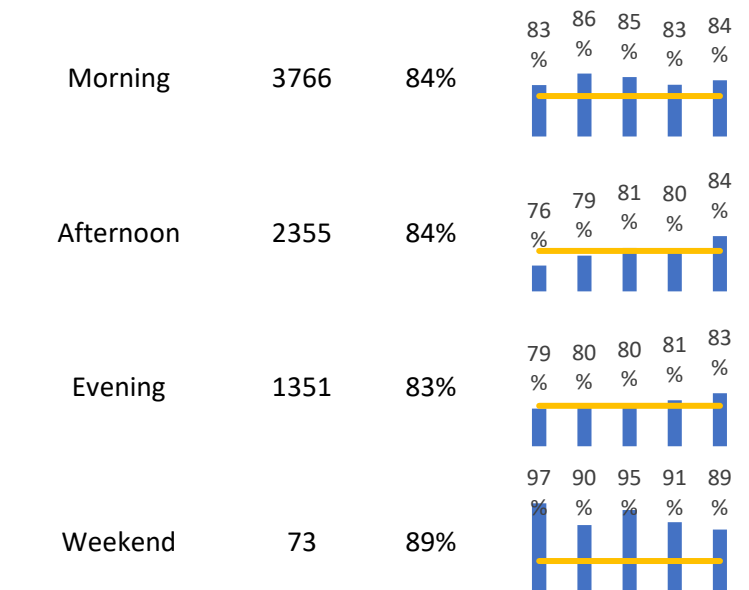 Morning 3766 84% 83% 86% 85% 83% 84%
Afternoon 2355 84% 76% 79% 81% 80% 84%
Evening 1351 83% 79% 80% 80% 81% 83%
Weekend 73 89% 97% 90% 95% 91% 89%